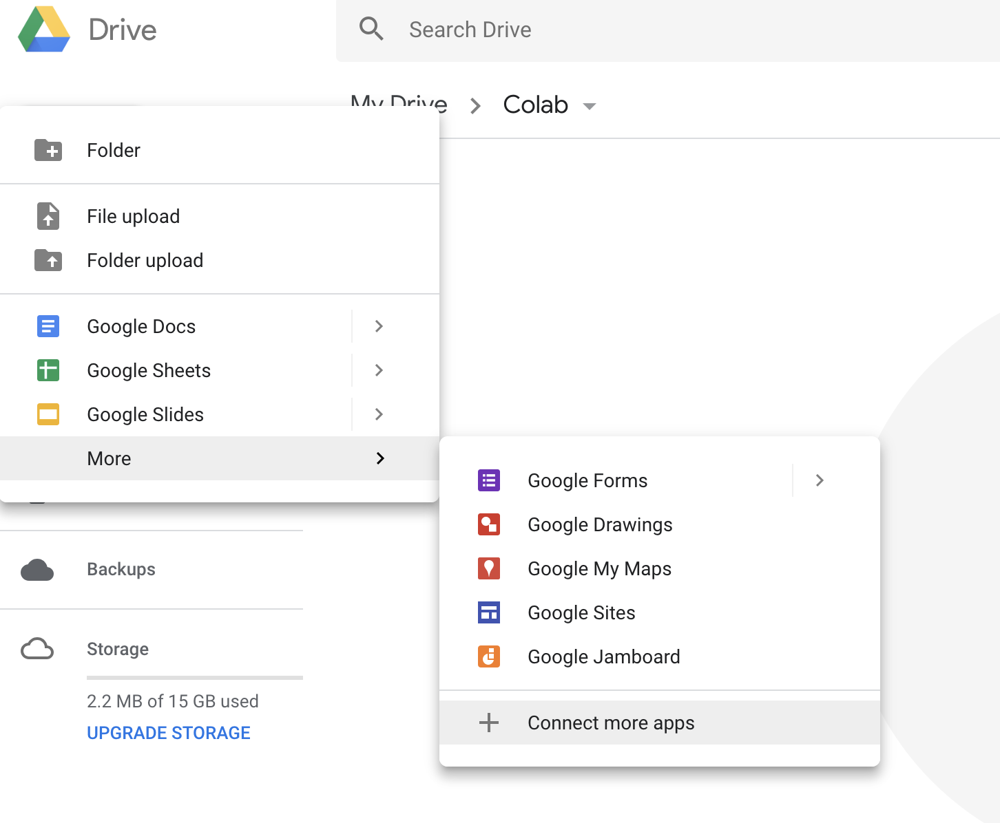 Drive
Search Drive
My Drive
Colab
Folder
File upload
Folder upload
Google Docs
Google Sheets
Google Slides
More
Google Forms
Google Drawings
Google My Maps
Google Sites
Google Jamboard
Connect more apps
Backups
Storage
2.2 MB of 15 GB used
UPGRADE STORAGE